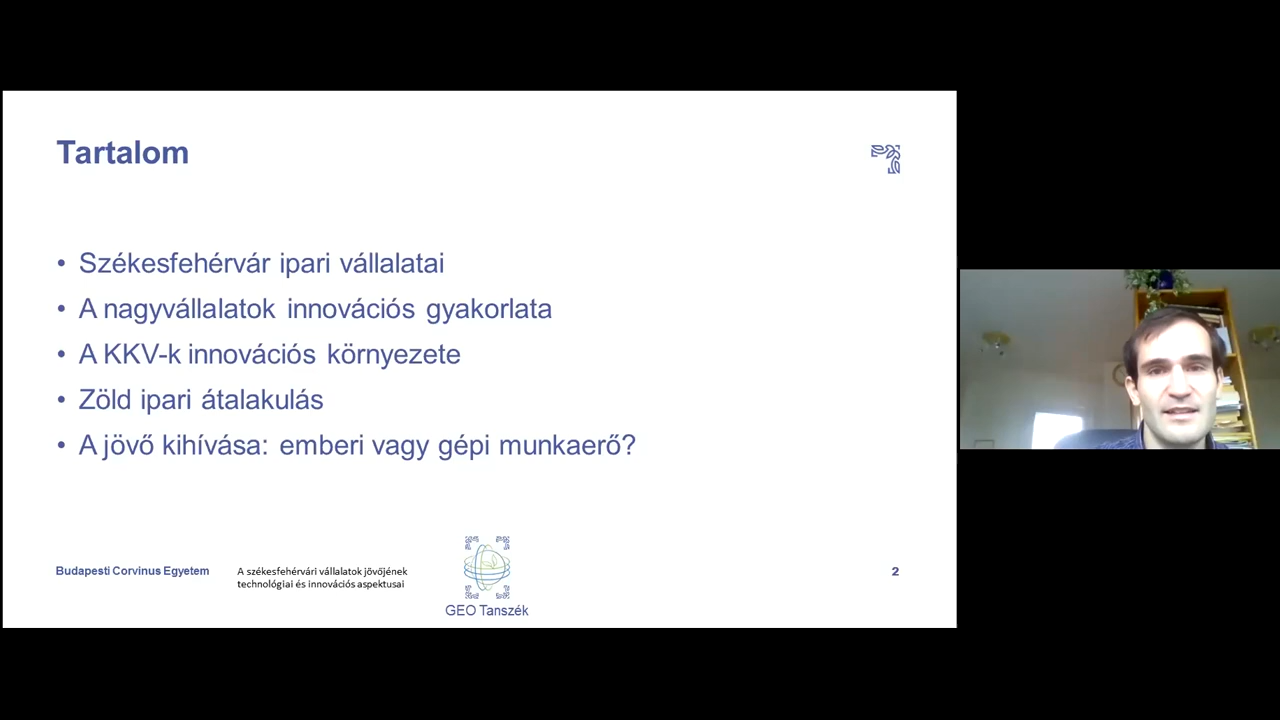 Tartalom
• Székesfehérvár ipari vállalatai
• A nagyvállalatok innovációs gyakorlata
• A KKV-k innovációs környezete
• Zöld ipari átalakulás
• A jövő kihívása: emberi vagy gépi munkaerő?
Budapesti Corvinus Egyetem
A székesfehérvári vállalatok jövőjének
technológiai és innovációs aspektusai
GEO Tanszék
2